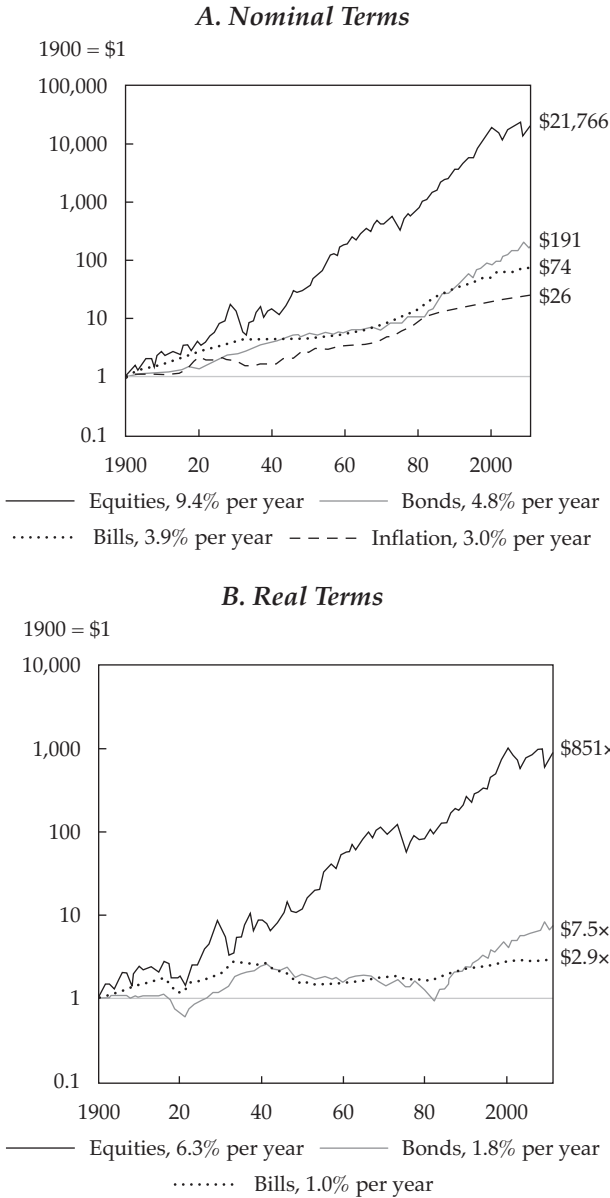 A. Nominal Terms
1900 = $1
100,000
10,000
1,000
100
10
1
0.1
$21,766
$191
$74
$26
1900 20 40 60 80 2000
Equities, 9.4% per year Bonds, 4.8% per year
Bills, 3.9% per year Inflation, 3.0% per year
B. Real Terms
1900 = $1
10,000
1,000
100
10
1
0.1
$851×
$7.5×
$2.9×
1900 20 40 60 80 2000
Equities, 6.3% per year Bonds, 1.8% per year
Bills, 1.0% per year